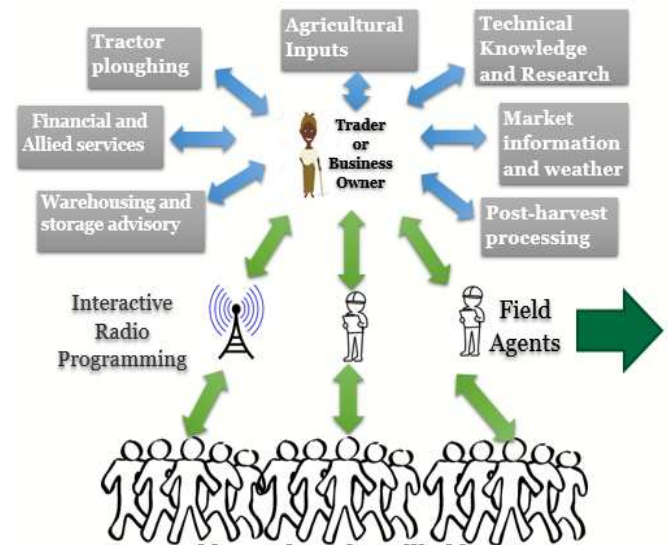 Tractor
ploughing
Agricultural
Inputs
Technical
Knowledge
and Research
Financial and
Allied services
Trader
or
Business
Owner
Market
information
and weather
Warehousing and
storage advisory
Post-harvest
processing
Interactive
Radio
Programming
Field
Agents